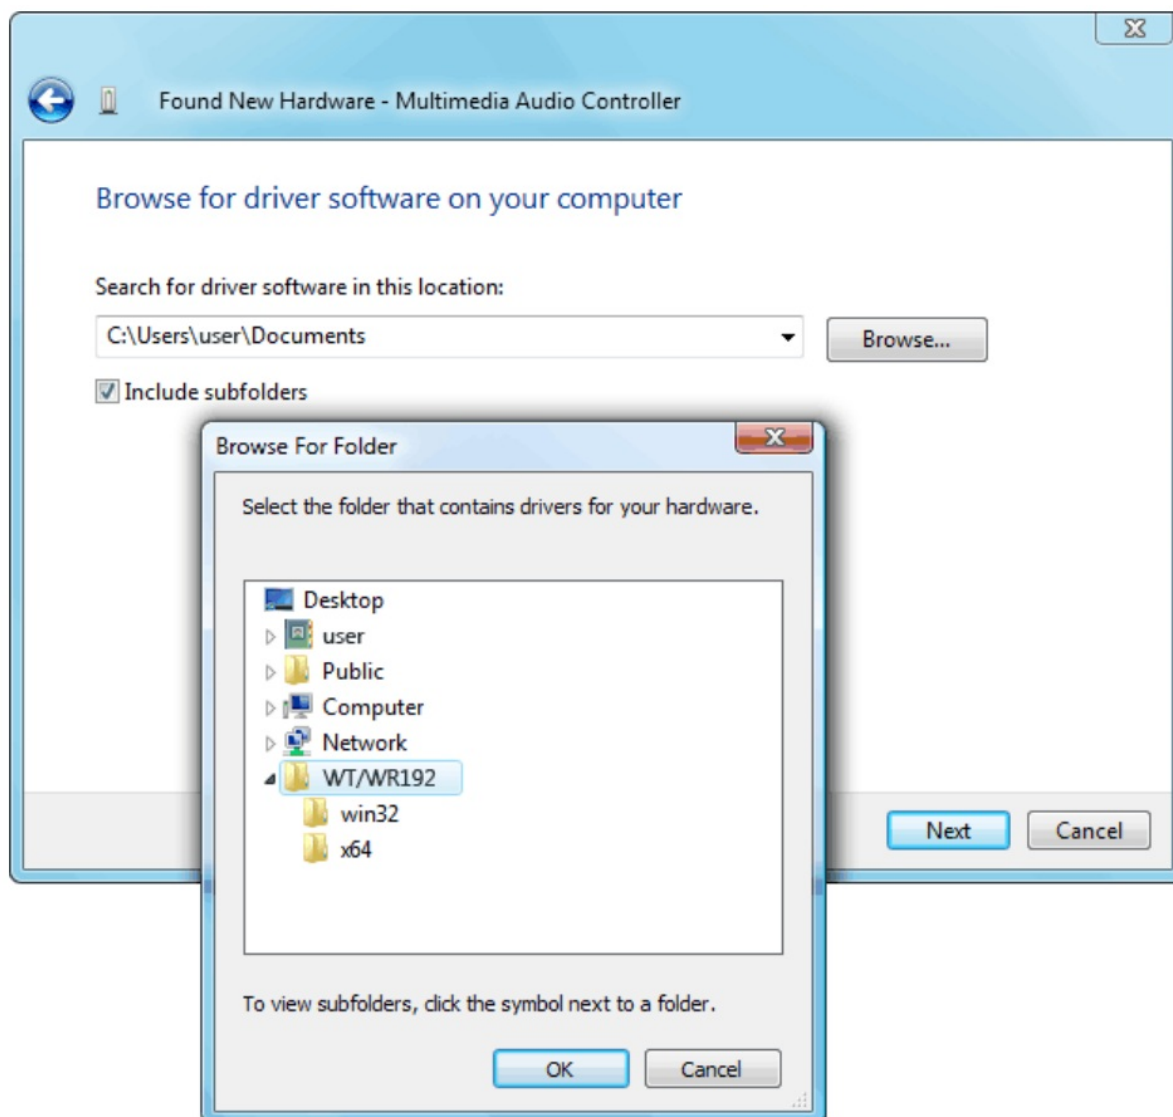 Found New Hardware - Multimedia Audio Controller
Browse for driver software on your computer
Search for driver software in this location:
C:\Users\user\Documents
Browse...
Include subfolders
Browse For Folder
Select the folder that contains drivers for your hardware.
Desktop
user
Public
Computer
Network
WT/WR192
win32
x64
Next
Cancel
To view subfolders, click the symbol next to a folder.
OK
Cancel